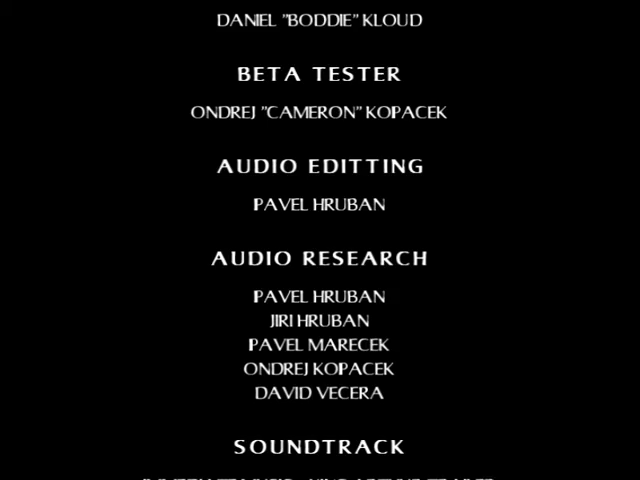 DANIEL "BODDIE" KLOUD
BETA TESTER
ONDREJ "CAMERON" KOPACEK
AUDIO EDITTING
PAVEL HRUBAN
AUDIO RESEARCH
PAVEL HRUBAN
JIRI HRUBAN
PAVEL MARECEK
ONDREJ KOPACEK
DAVID VECERA
SOUNDTRACK